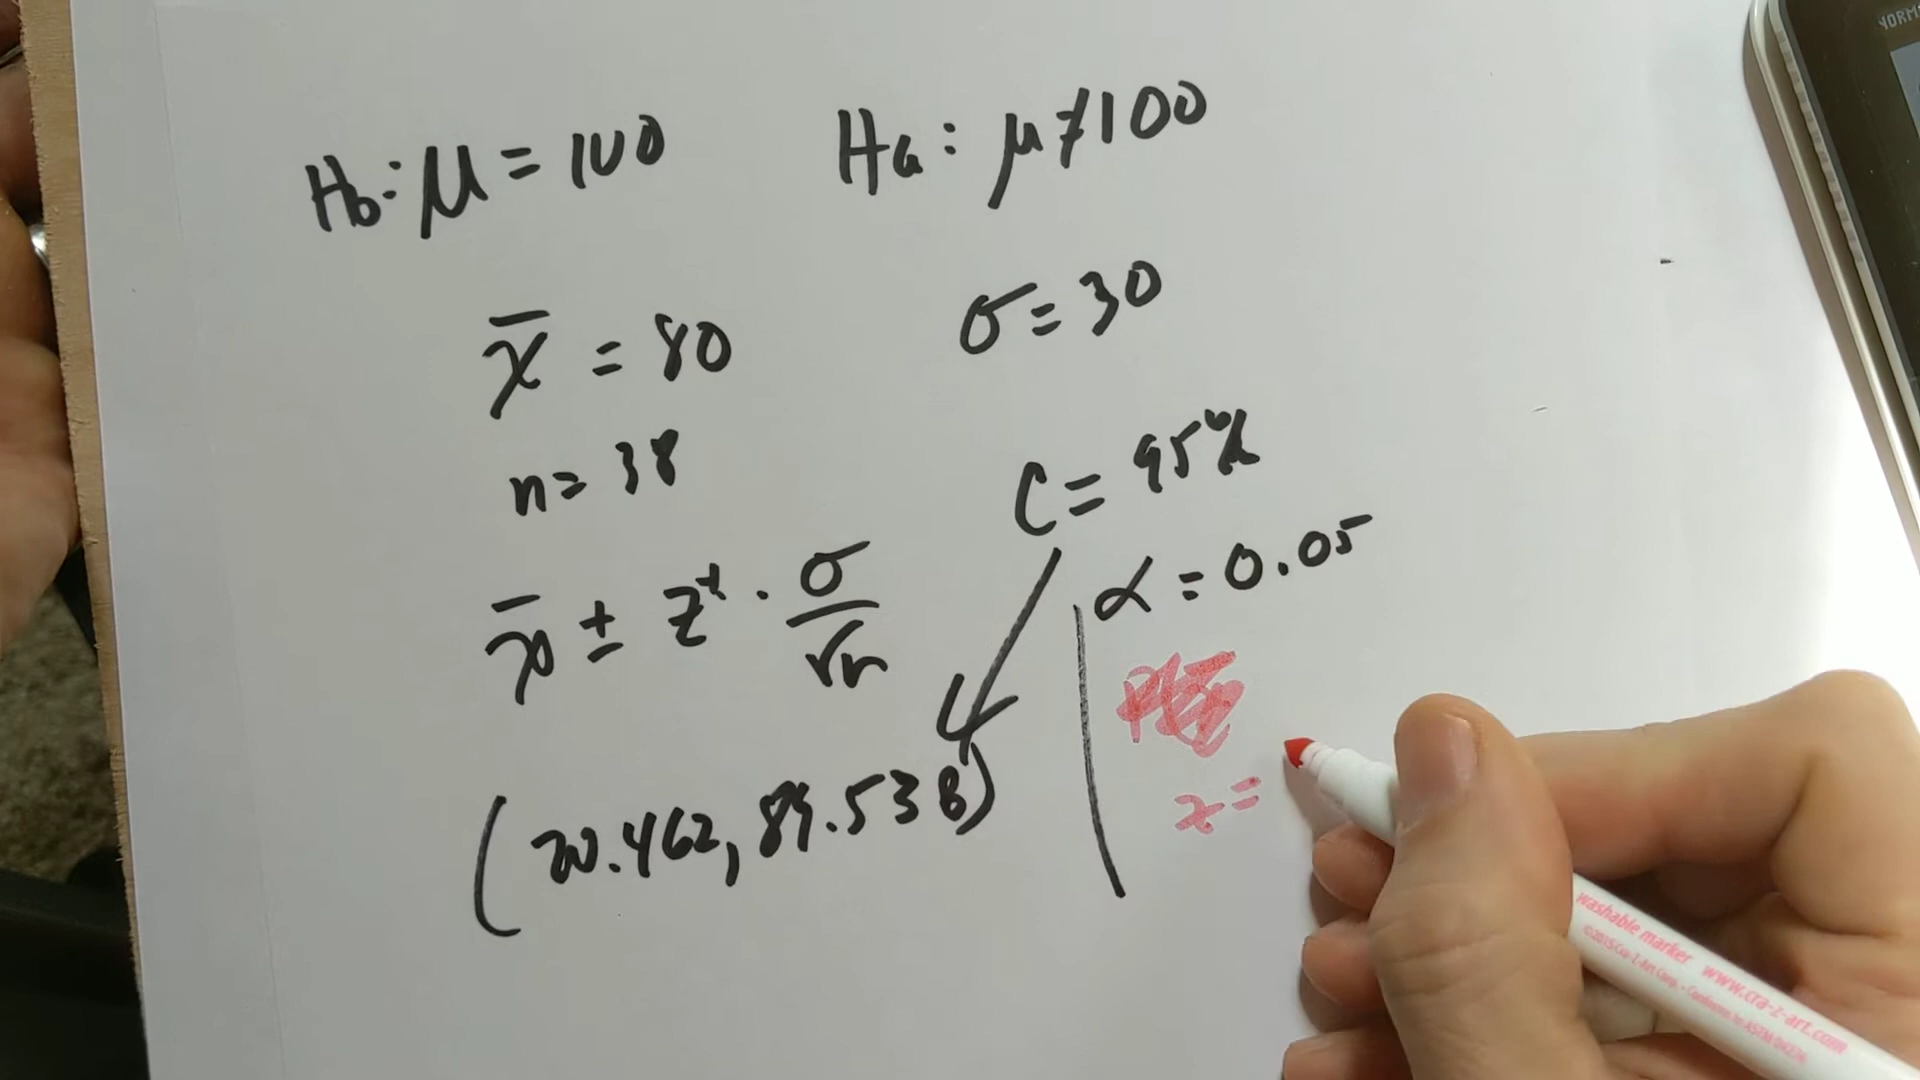 H₀: μ = 100 Ha: μ ≠ 100
x̄ = 80 σ = 30
n = 38 C = 95%
α = 0.05
x̄ ± z* · σ/√n
z =
(70.462, 89.538)
washable marker www.cra-z-art.com